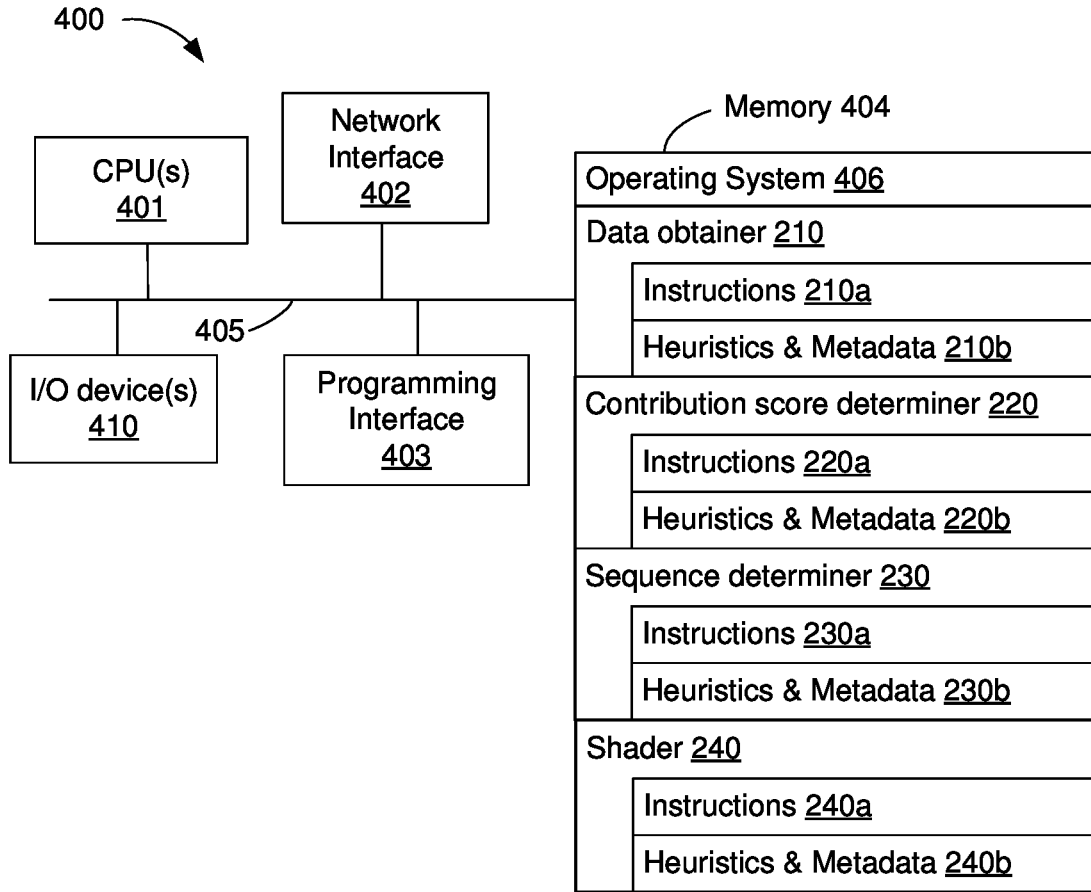 400
CPU(s)
401
Network
Interface
402
405
I/O device(s)
410
Programming
Interface
403
Memory 404
Operating System 406
Data obtainer 210
Instructions 210a
Heuristics & Metadata 210b
Contribution score determiner 220
Instructions 220a
Heuristics & Metadata 220b
Sequence determiner 230
Instructions 230a
Heuristics & Metadata 230b
Shader 240
Instructions 240a
Heuristics & Metadata 240b